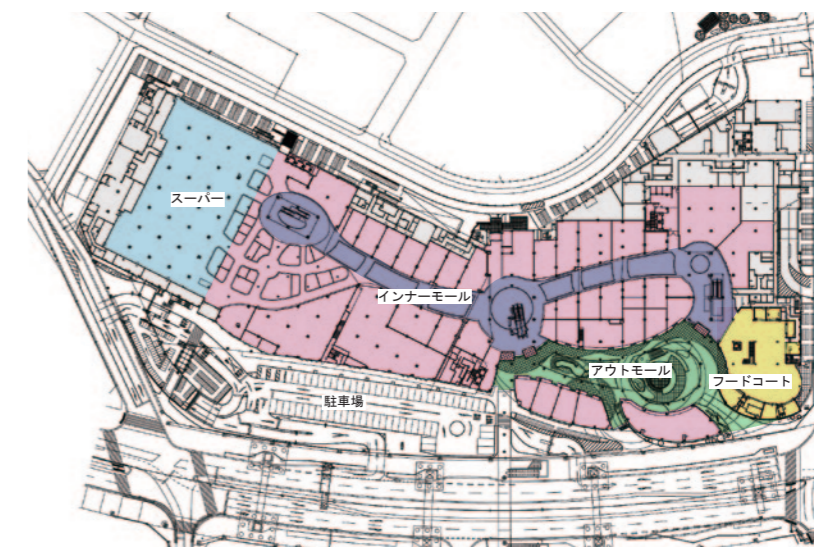 スーパー
インナーモール
アウトモール
フードコート
駐車場